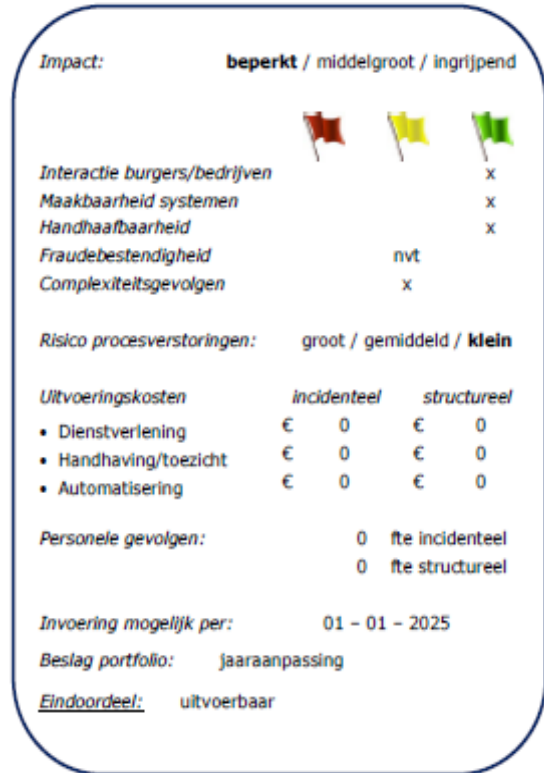 Impact: beperkt / middelgroot / ingrijpend
Interactie burgers/bedrijven x
Maakbaarheid systemen x
Handhaafbaarheid x
Fraudebestendigheid nvt
Complexiteitsgevolgen x
Risico procesverstoringen: groot / gemiddeld / klein
Uitvoeringskosten incidenteel structureel
• Dienstverlening € 0 € 0
• Handhaving/toezicht € 0 € 0
• Automatisering € 0 € 0
Personele gevolgen: 0 fte incidenteel
0 fte structureel
Invoering mogelijk per: 01 – 01 – 2025
Beslag portfolio: jaaraanpassing
Eindoordeel: uitvoerbaar